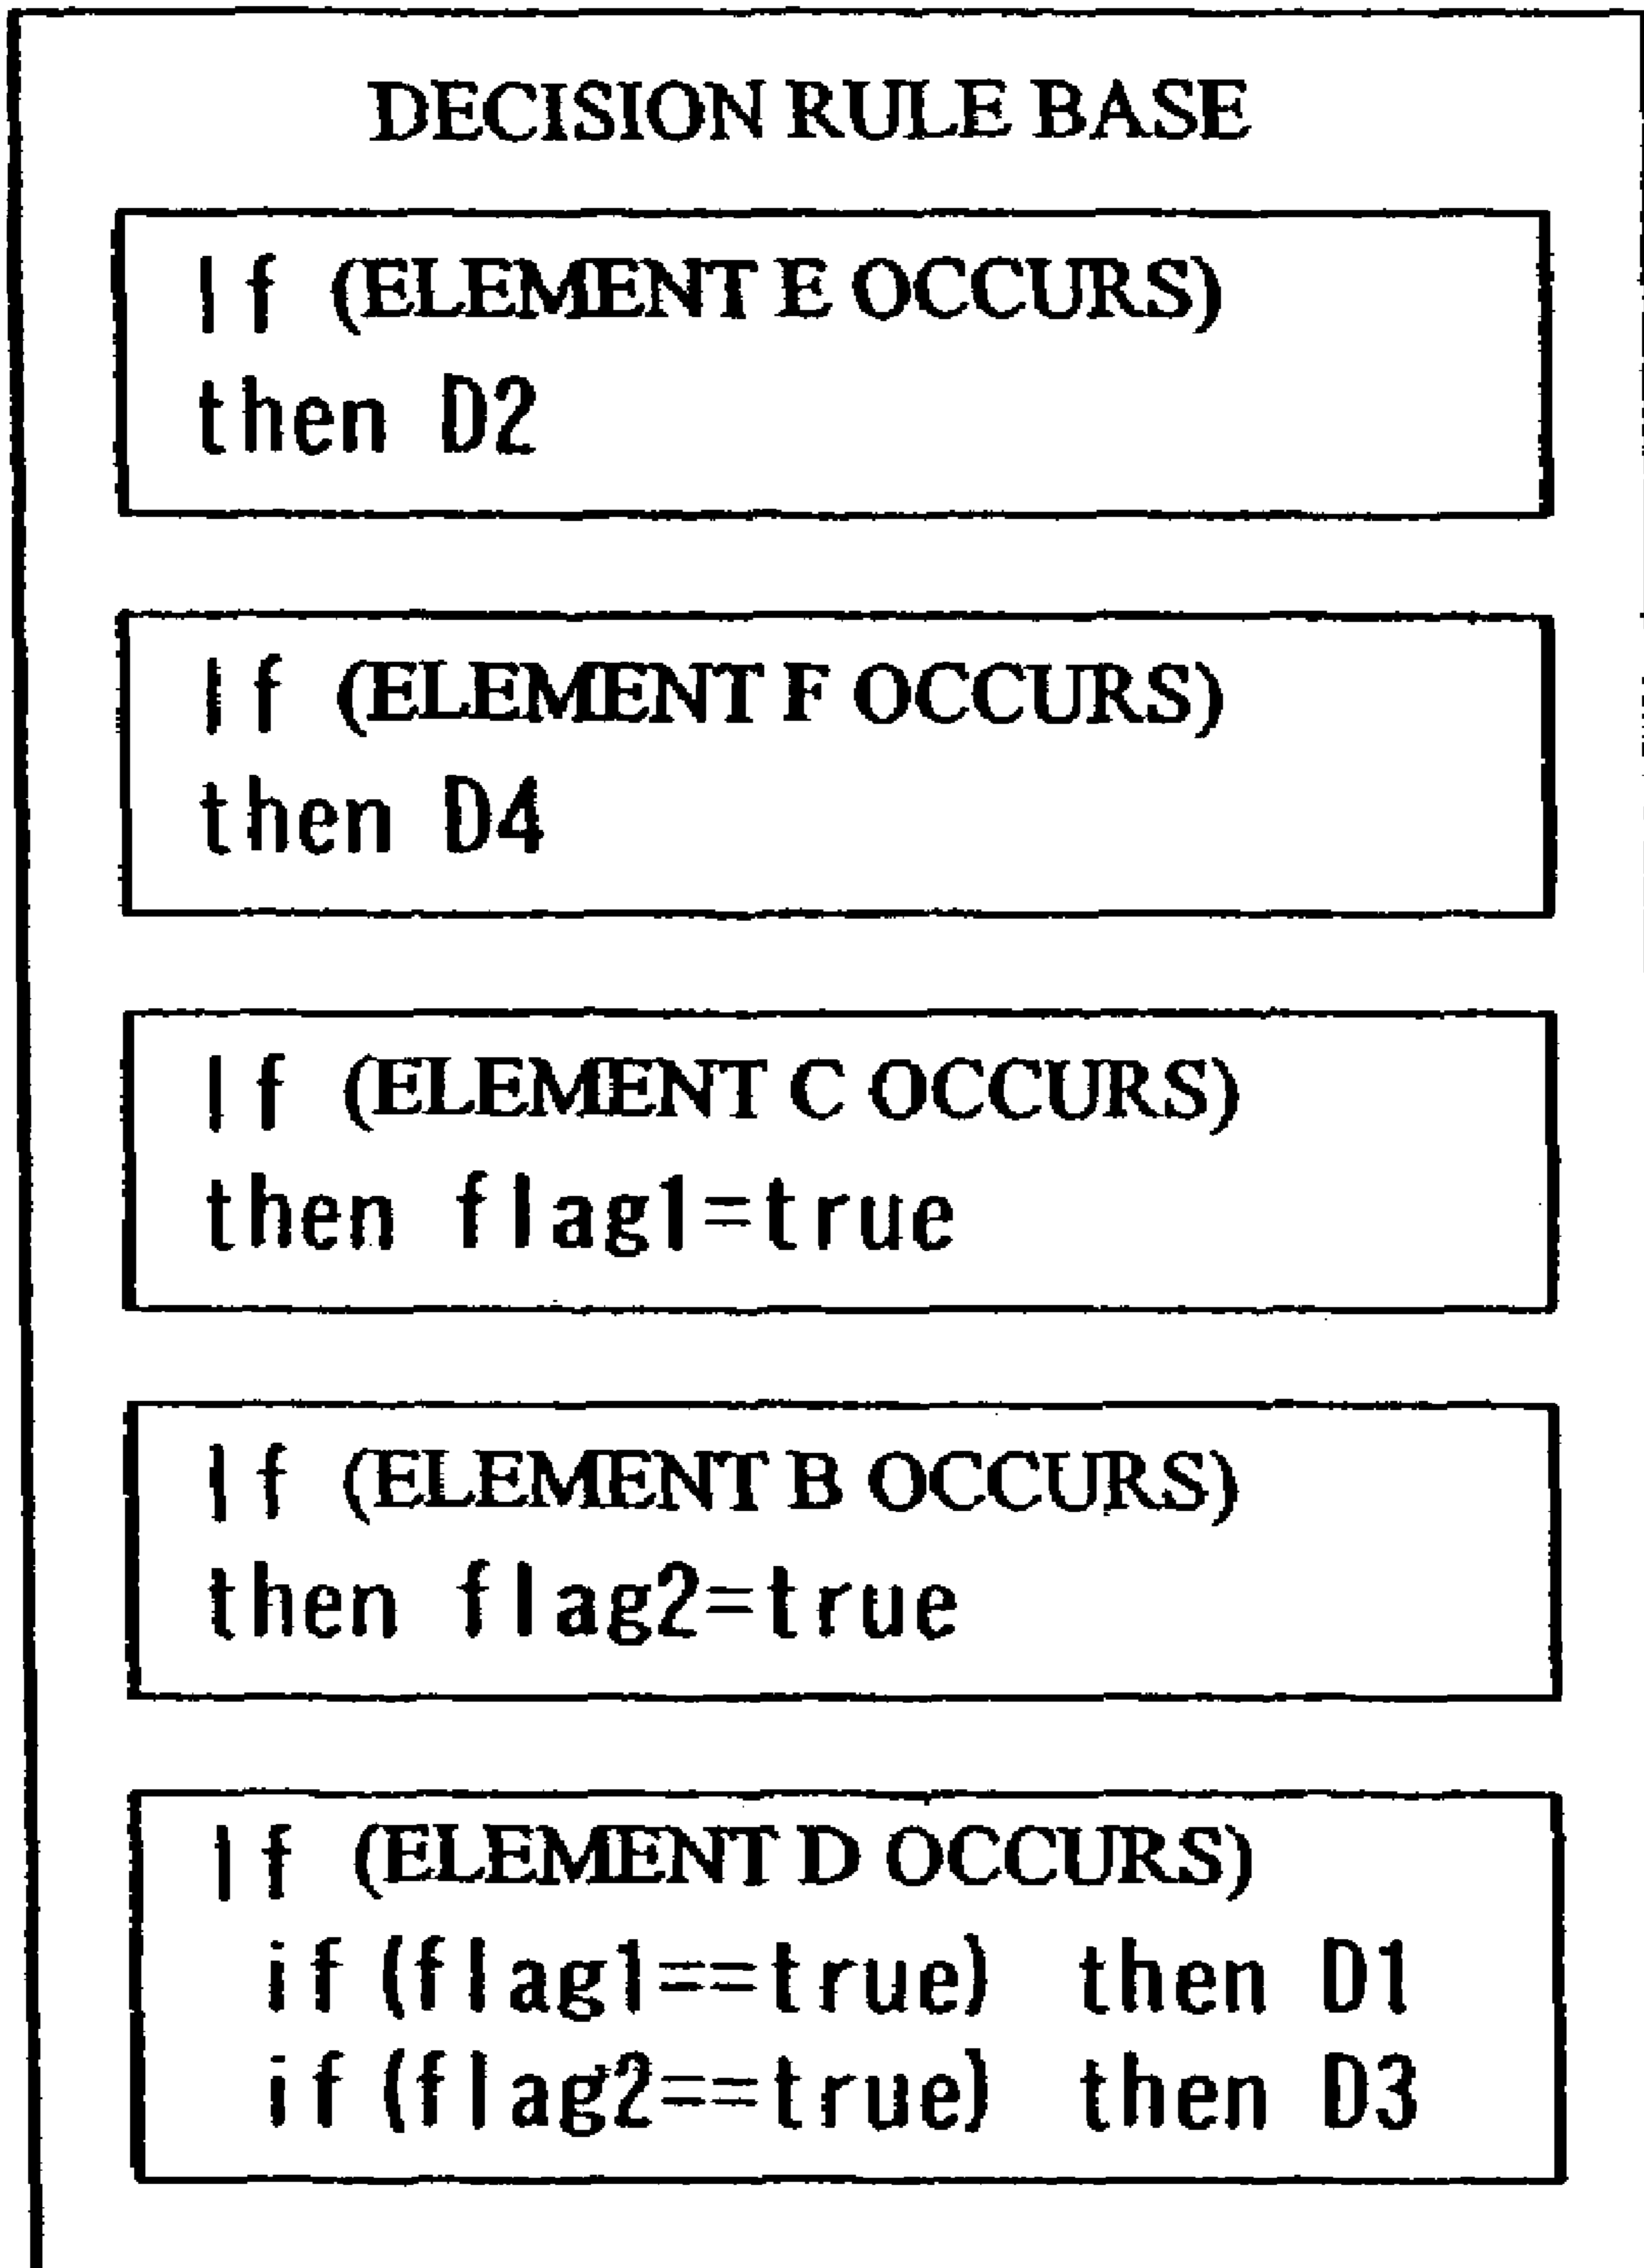 DECISION RULE BASE
If (ELEMENT E OCCURS)
then D2
If (ELEMENT F OCCURS)
then D4
If (ELEMENT C OCCURS)
then flag1=true
If (ELEMENT B OCCURS)
then flag2=true
If (ELEMENT D OCCURS)
if (flag1==true) then D1
if (flag2==true) then D3